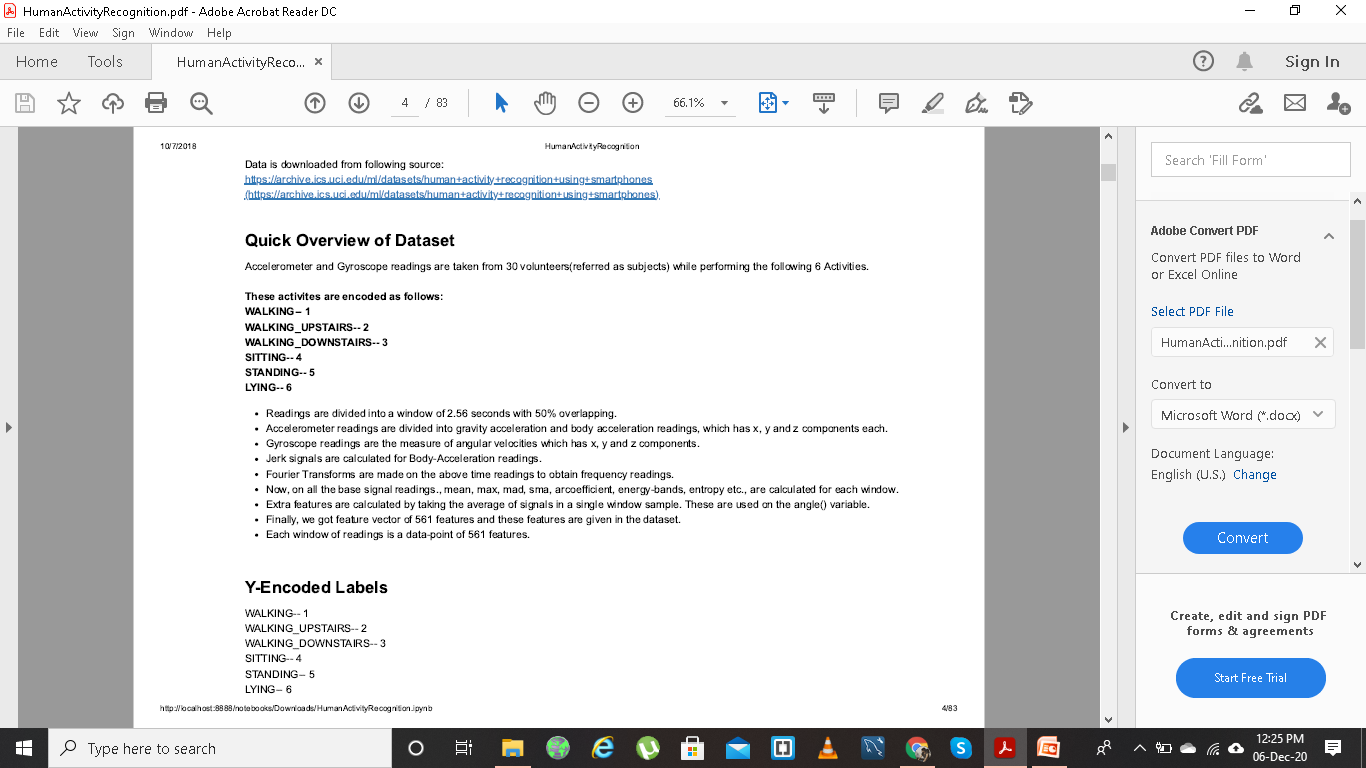 HumanActivityRecognition.pdf - Adobe Acrobat Reader DC
File Edit View Sign Window Help
Home Tools HumanActivityReco... ×
Sign In
4 / 83
66.1%
10/7/2018 HumanActivityRecognition
Data is downloaded from following source:
https://archive.ics.uci.edu/ml/datasets/human+activity+recognition+using+smartphones
(https://archive.ics.uci.edu/ml/datasets/human+activity+recognition+using+smartphones)
Quick Overview of Dataset
Accelerometer and Gyroscope readings are taken from 30 volunteers(referred as subjects) while performing the following 6 Activities.
These activites are encoded as follows:
WALKING-- 1
WALKING_UPSTAIRS-- 2
WALKING_DOWNSTAIRS-- 3
SITTING-- 4
STANDING-- 5
LYING-- 6
• Readings are divided into a window of 2.56 seconds with 50% overlapping.
• Accelerometer readings are divided into gravity acceleration and body acceleration readings, which has x, y and z components each.
• Gyroscope readings are the measure of angular velocities which has x, y and z components.
• Jerk signals are calculated for Body-Acceleration readings.
• Fourier Transforms are made on the above time readings to obtain frequency readings.
• Now, on all the base signal readings., mean, max, mad, sma, arcoefficient, energy-bands, entropy etc., are calculated for each window.
• Extra features are calculated by taking the average of signals in a single window sample. These are used on the angle() variable.
• Finally, we got feature vector of 561 features and these features are given in the dataset.
• Each window of readings is a data-point of 561 features.
Y-Encoded Labels
WALKING-- 1
WALKING_UPSTAIRS-- 2
WALKING_DOWNSTAIRS-- 3
SITTING-- 4
STANDING-- 5
LYING-- 6
http://localhost:8888/notebooks/Downloads/HumanActivityRecognition.ipynb 4/83
Search 'Fill Form'
Adobe Convert PDF
Convert PDF files to Word
or Excel Online
Select PDF File
HumanActi...nition.pdf
Convert to
Microsoft Word (*.docx)
Document Language:
English (U.S.) Change
Convert
Create, edit and sign PDF
forms & agreements
Start Free Trial
Type here to search
12:25 PM
06-Dec-20